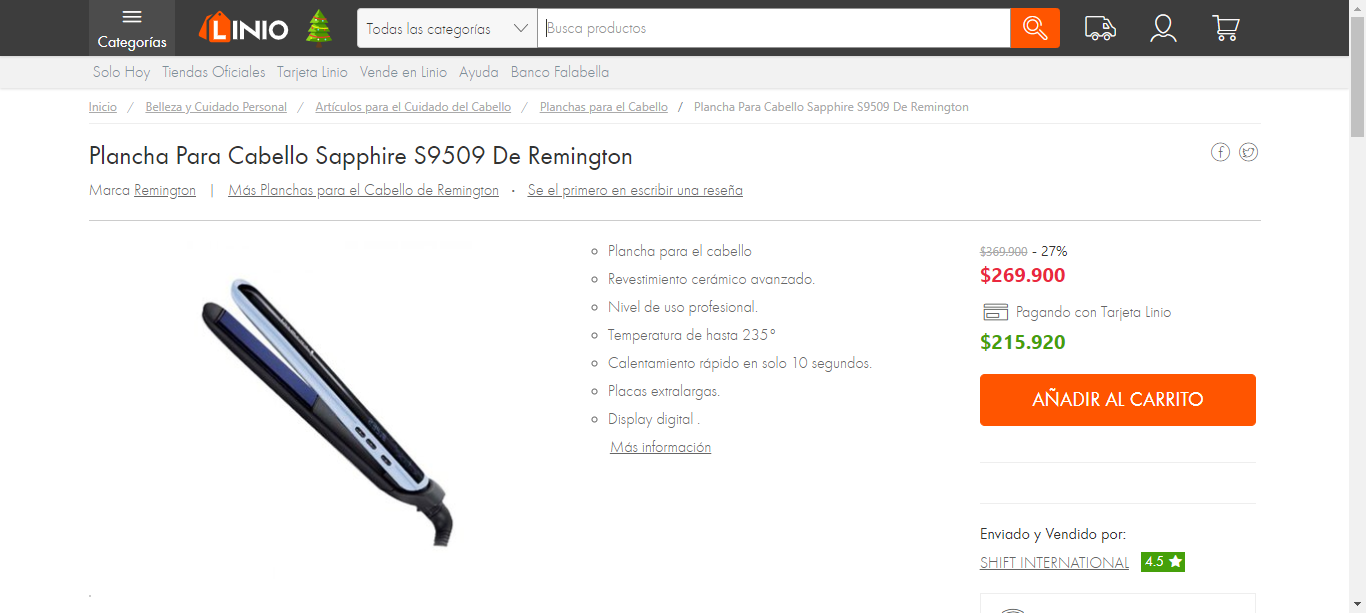 Categorías
LINIO
Todas las categorías
Busca productos
Solo Hoy Tiendas Oficiales Tarjeta Linio Vende en Linio Ayuda Banco Falabella
Inicio / Belleza y Cuidado Personal / Artículos para el Cuidado del Cabello / Planchas para el Cabello / Plancha Para Cabello Sapphire S9509 De Remington
Plancha Para Cabello Sapphire S9509 De Remington
Marca Remington | Más Planchas para el Cabello de Remington · Se el primero en escribir una reseña
Plancha para el cabello
Revestimiento cerámico avanzado.
Nivel de uso profesional.
Temperatura de hasta 235°
Calentamiento rápido en solo 10 segundos.
Placas extralargas.
Display digital .
Más información
$369.900 - 27%
$269.900
Pagando con Tarjeta Linio
$215.920
AÑADIR AL CARRITO
Enviado y Vendido por:
SHIFT INTERNATIONAL 4.5